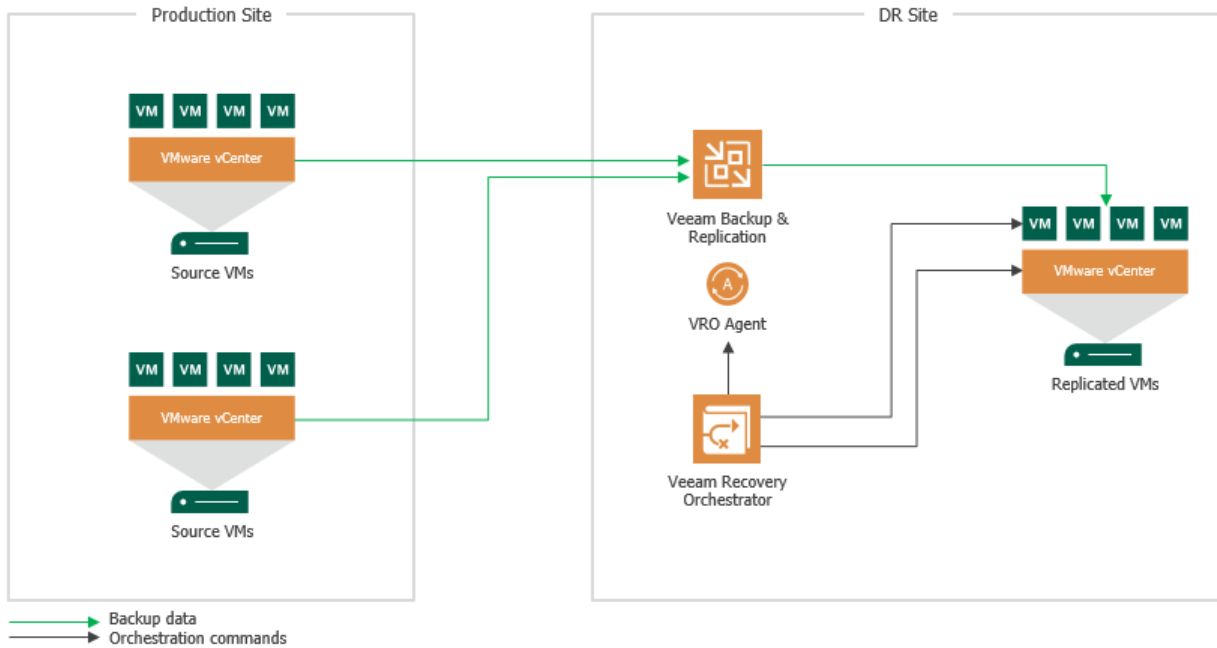 Production Site
VM VM VM VM
VMware vCenter
Source VMs
VM VM VM VM
VMware vCenter
Source VMs
DR Site
Veeam Backup &
Replication
A
VRO Agent
Veeam Recovery
Orchestrator
VM VM VM VM
VMware vCenter
Replicated VMs
Backup data
Orchestration commands